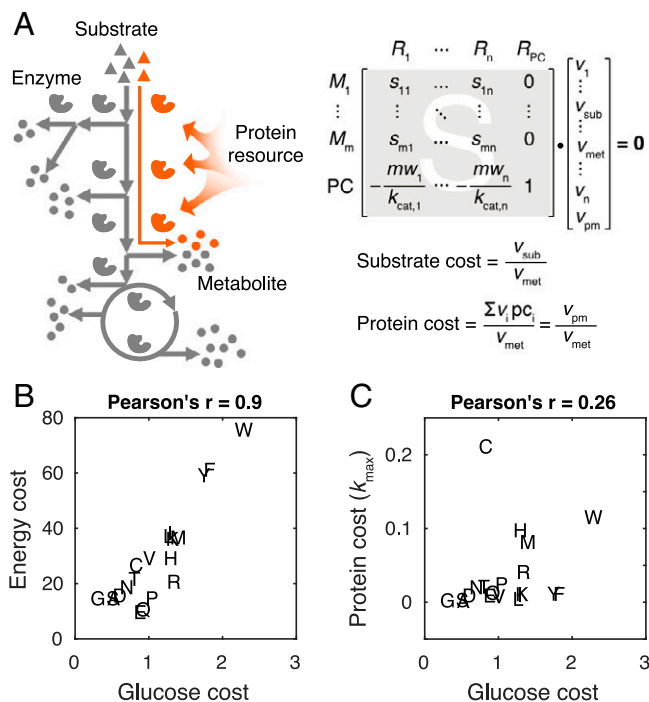 A
Substrate
Enzyme
Protein
resource
Metabolite
R1 ··· Rn RPC
M1 s11 ··· s1n 0 v1
⋮ ⋮ ⋱ ⋮ ⋮ ⋮
vsub
⋮
Mm sm1 ··· smn 0 vmet = 0
⋮
PC −mw1/kcat,1 ··· −mwn/kcat,n 1 vn
vpm
S
Substrate cost = vsub/vmet
Protein cost = Σvi pci/vmet = vpm/vmet
B
Pearson's r = 0.9
Energy cost
80
60
40
20
0
W
F
Y
I
K
M
V
H
C
T
R
N
G
S
A
D
P
Q
E
L
0 1 2 3
Glucose cost
C
Pearson's r = 0.26
Protein cost (kmax)
0.2
0.1
0
C
W
H
M
R
P
N
T
G
S
A
D
Q
E
V
I
L
K
Y
F
0 1 2 3
Glucose cost